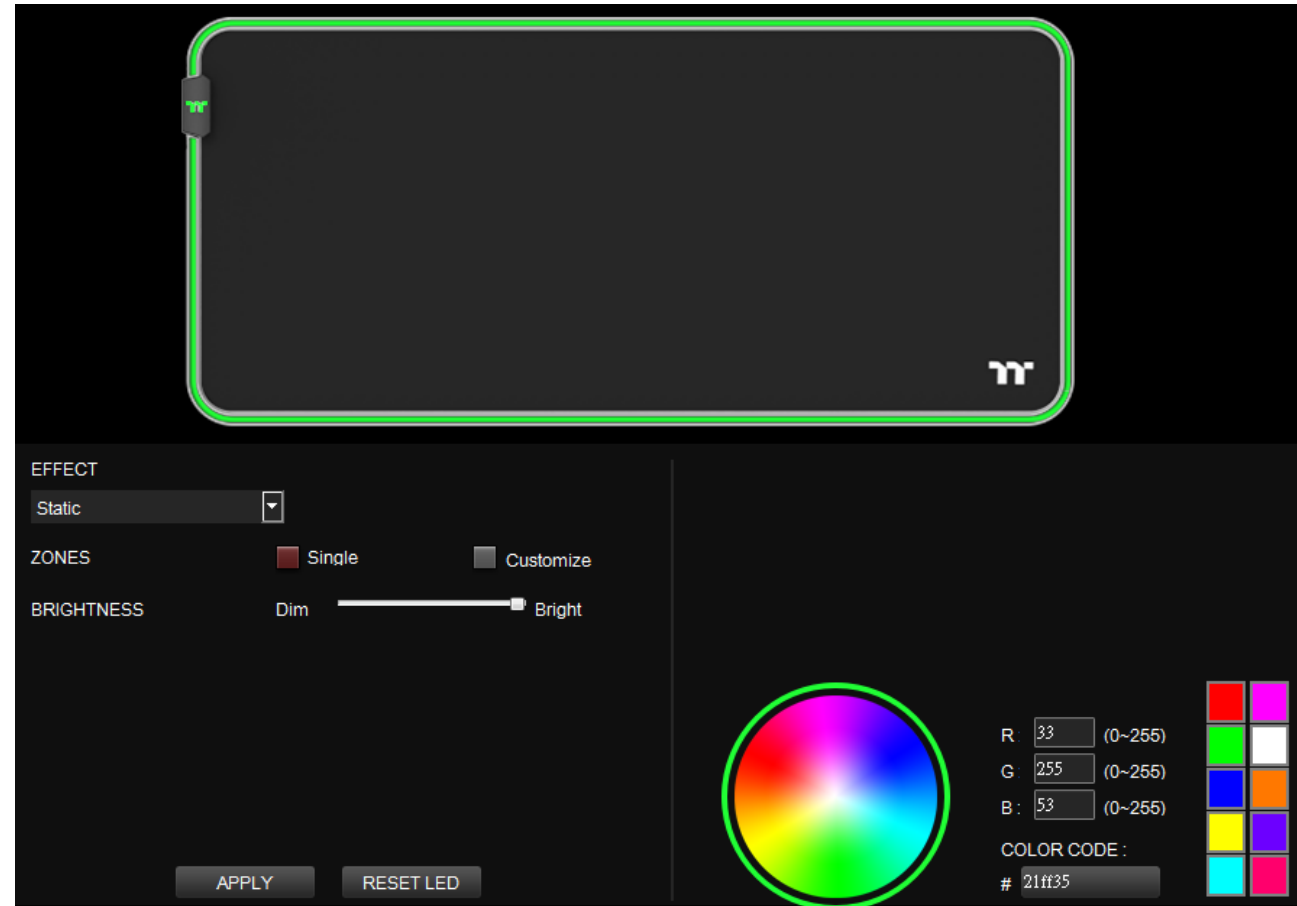 EFFECT
Static
ZONES Single Customize
BRIGHTNESS Dim Bright
R : 33 (0~255)
G : 255 (0~255)
B : 53 (0~255)
COLOR CODE :
# 21ff35
APPLY RESET LED